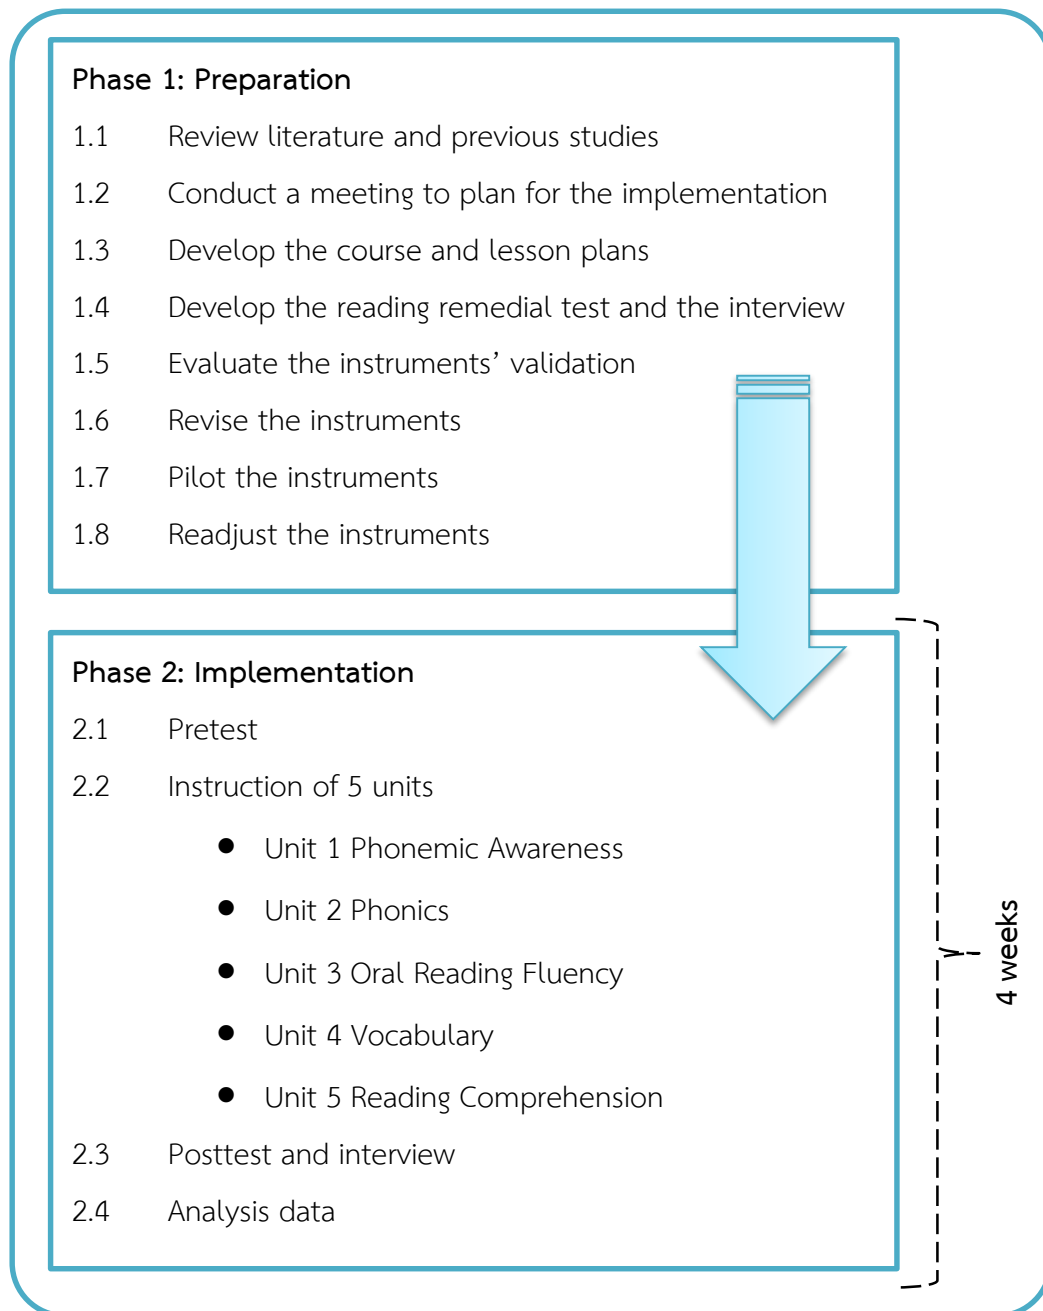 Phase 1: Preparation
1.1 Review literature and previous studies
1.2 Conduct a meeting to plan for the implementation
1.3 Develop the course and lesson plans
1.4 Develop the reading remedial test and the interview
1.5 Evaluate the instruments’ validation
1.6 Revise the instruments
1.7 Pilot the instruments
1.8 Readjust the instruments
Phase 2: Implementation
2.1 Pretest
2.2 Instruction of 5 units
● Unit 1 Phonemic Awareness
● Unit 2 Phonics
● Unit 3 Oral Reading Fluency
● Unit 4 Vocabulary
● Unit 5 Reading Comprehension
2.3 Posttest and interview
2.4 Analysis data
4 weeks